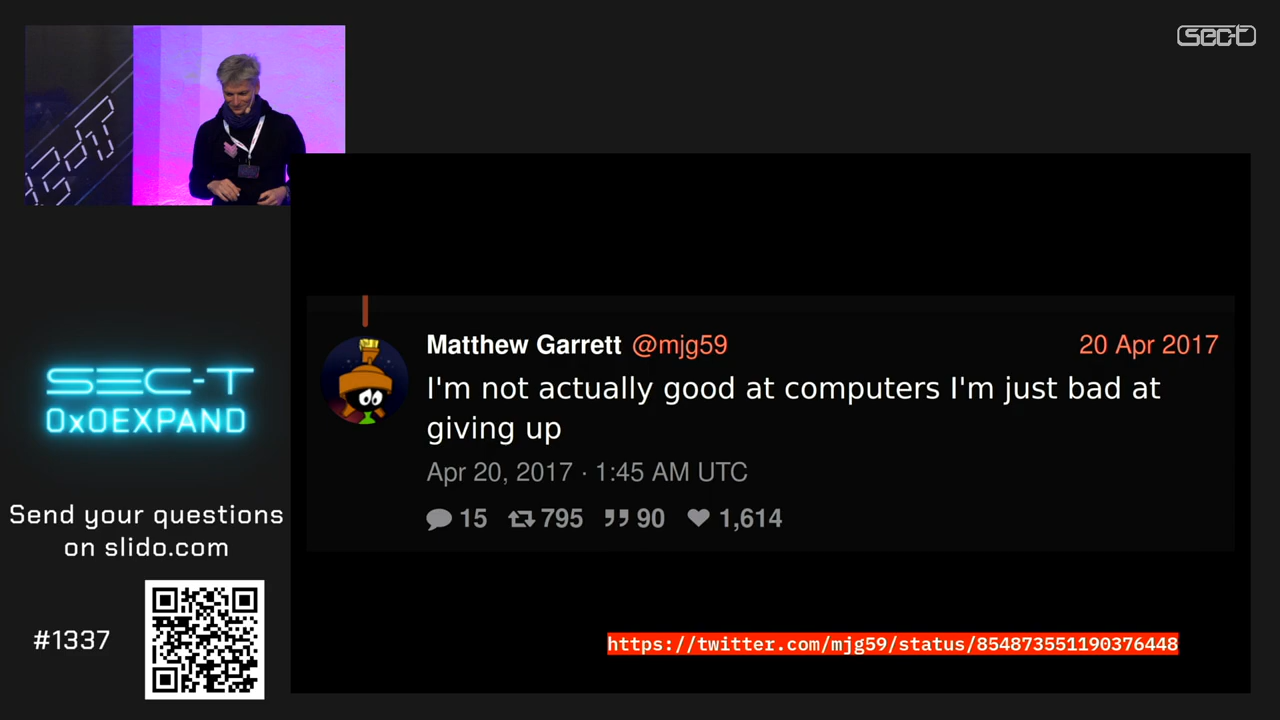 SEC-T
Matthew Garrett @mjg59 20 Apr 2017
I'm not actually good at computers I'm just bad at
giving up
Apr 20, 2017 · 1:45 AM UTC
15 795 90 1,614
https://twitter.com/mjg59/status/854873551190376448
SEC-T
0x0EXPAND
Send your questions
on slido.com
#1337